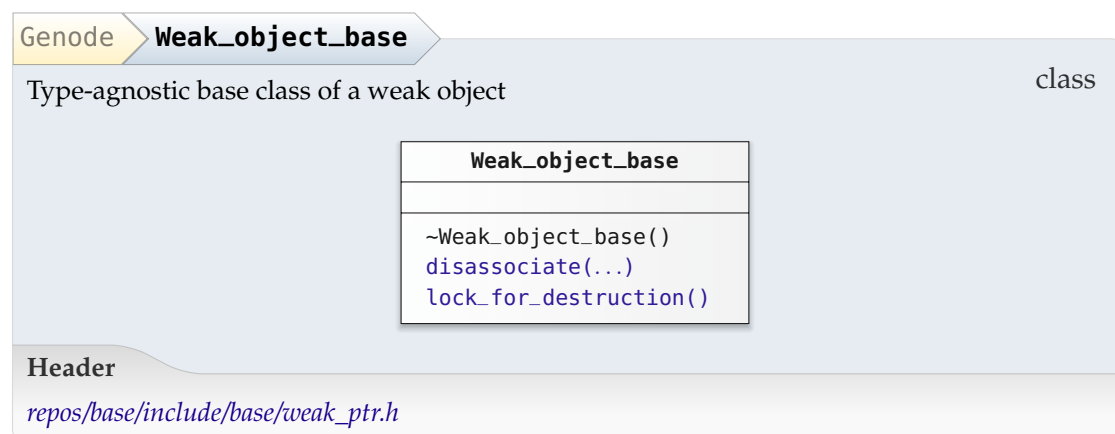 Genode Weak_object_base
class
Type-agnostic base class of a weak object
Weak_object_base
~Weak_object_base()
disassociate(...)
lock_for_destruction()
Header
repos/base/include/base/weak_ptr.h